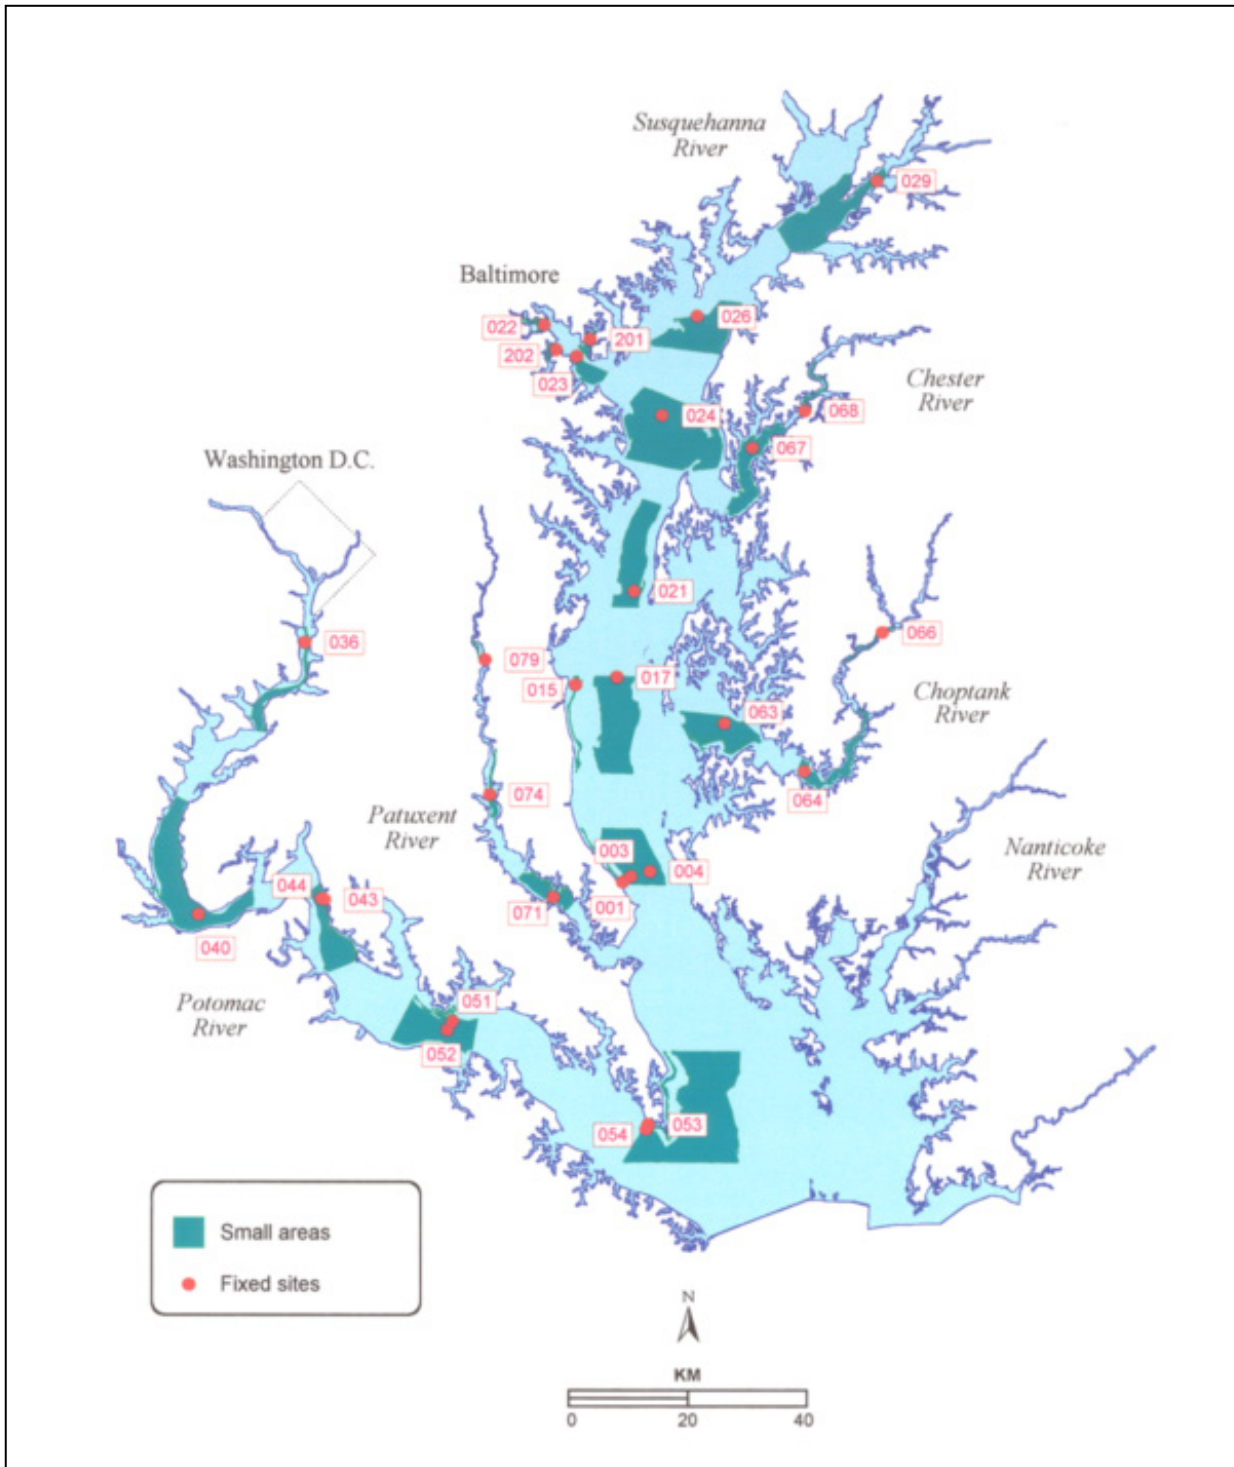 Susquehanna
River
029
Baltimore
026
022
201
202
023
Chester
River
024
068
067
Washington D.C.
021
036
066
079
015
017
Choptank
River
063
064
074
Patuxent
River
Nanticoke
River
003
004
044
043
071
001
040
Potomac
River
051
052
054
053
Small areas
Fixed sites
N
KM
0
20
40